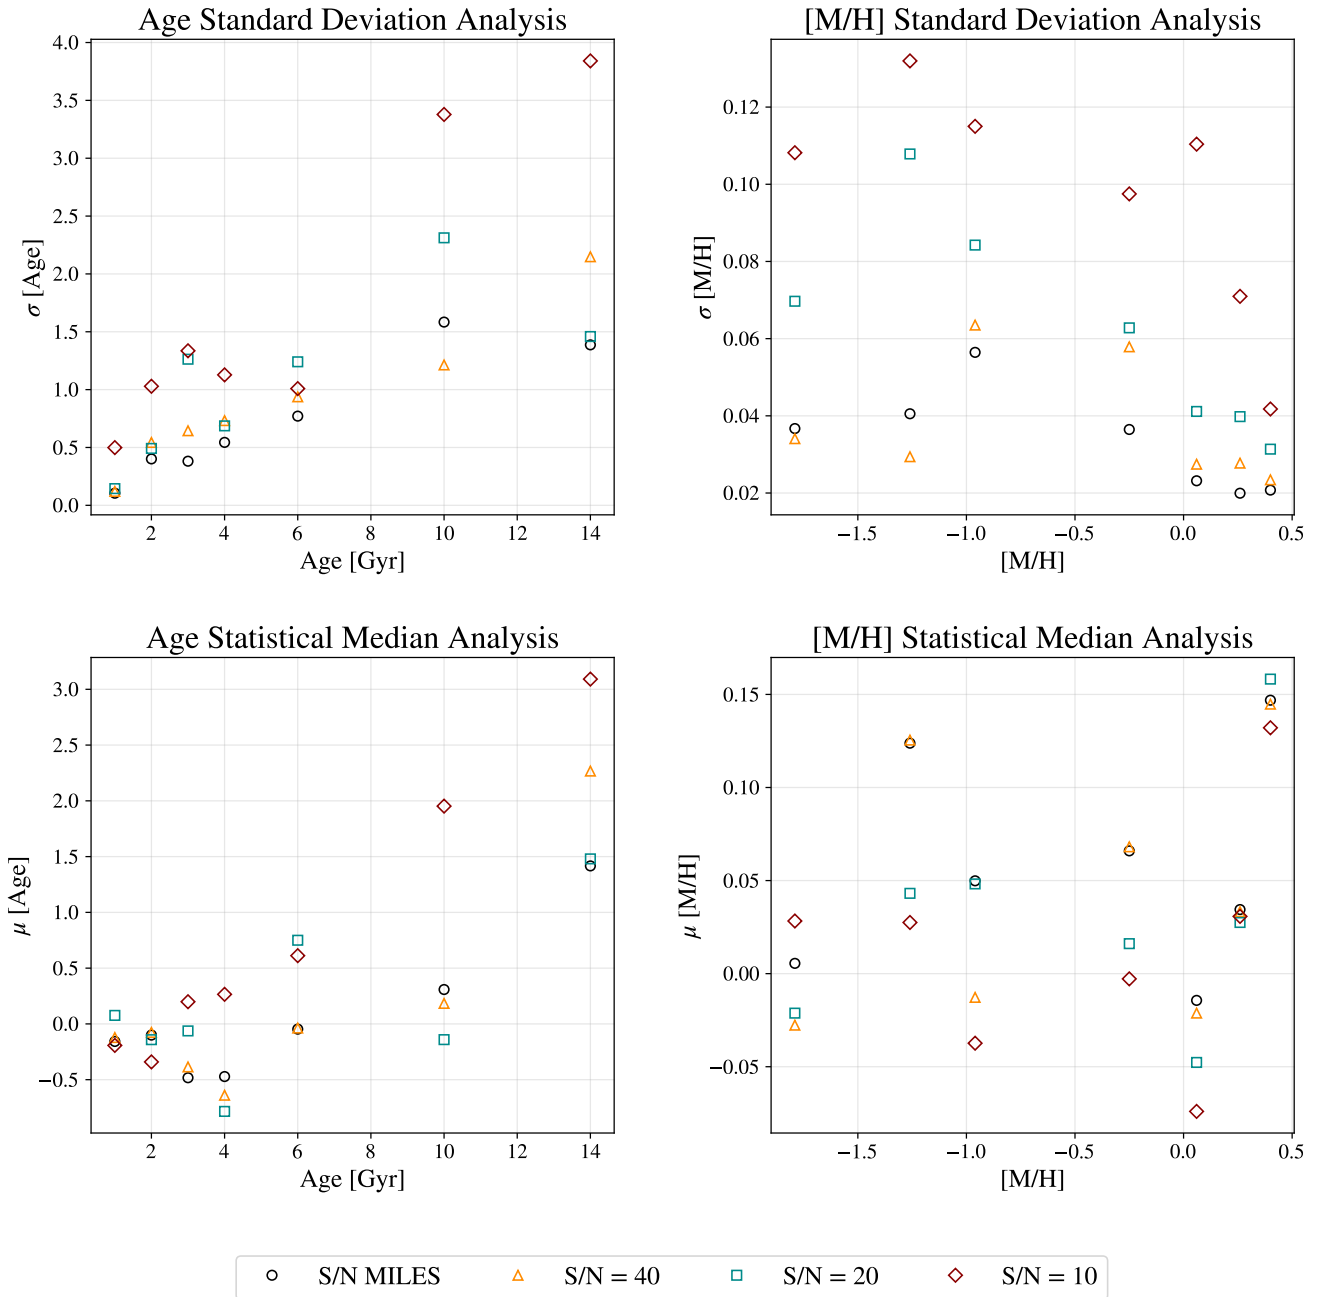 Age Standard Deviation Analysis
4.0
3.5
3.0
2.5
2.0
1.5
1.0
0.5
0.0
σ [Age]
2 4 6 8 10 12 14
Age [Gyr]
[M/H] Standard Deviation Analysis
0.12
0.10
0.08
0.06
0.04
0.02
σ [M/H]
−1.5 −1.0 −0.5 0.0 0.5
[M/H]
Age Statistical Median Analysis
3.0
2.5
2.0
1.5
1.0
0.5
0.0
−0.5
μ [Age]
2 4 6 8 10 12 14
Age [Gyr]
[M/H] Statistical Median Analysis
0.15
0.10
0.05
0.00
−0.05
μ [M/H]
−1.5 −1.0 −0.5 0.0 0.5
[M/H]
S/N MILES S/N = 40 S/N = 20 S/N = 10